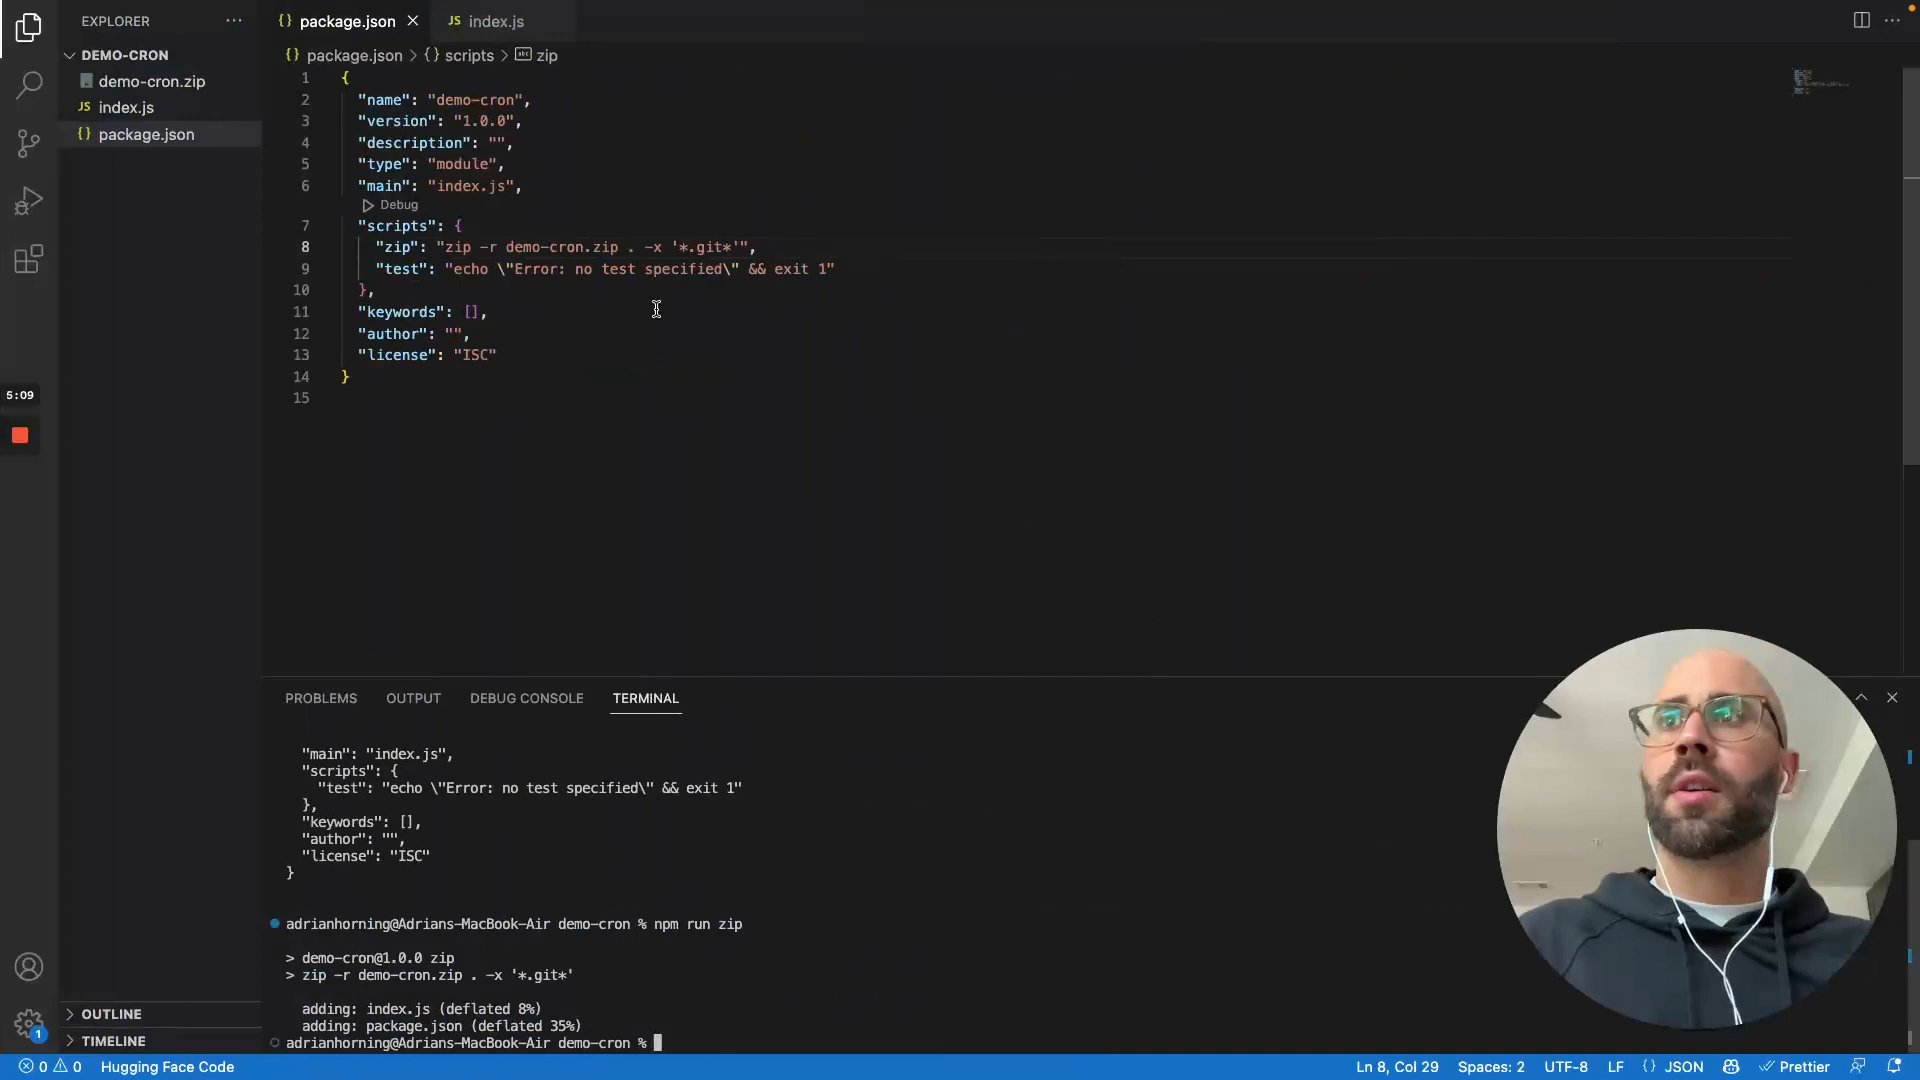 EXPLORER
DEMO-CRON
demo-cron.zip
JS index.js
{} package.json
5:09
OUTLINE
TIMELINE
1
{} package.json
JS index.js
{} package.json > {} scripts > abc zip
1 {
2 "name": "demo-cron",
3 "version": "1.0.0",
4 "description": "",
5 "type": "module",
6 "main": "index.js",
Debug
7 "scripts": {
8 "zip": "zip -r demo-cron.zip . -x '*.git*'",
9 "test": "echo \"Error: no test specified\" && exit 1"
10 },
11 "keywords": [],
12 "author": "",
13 "license": "ISC"
14 }
15
PROBLEMS OUTPUT DEBUG CONSOLE TERMINAL
"main": "index.js",
"scripts": {
"test": "echo \"Error: no test specified\" && exit 1"
},
"keywords": [],
"author": "",
"license": "ISC"
}
adrianhorning@Adrians-MacBook-Air demo-cron % npm run zip
> demo-cron@1.0.0 zip
> zip -r demo-cron.zip . -x '*.git*'
adding: index.js (deflated 8%)
adding: package.json (deflated 35%)
adrianhorning@Adrians-MacBook-Air demo-cron %
0 0 Hugging Face Code
Ln 8, Col 29 Spaces: 2 UTF-8 LF {} JSON Prettier